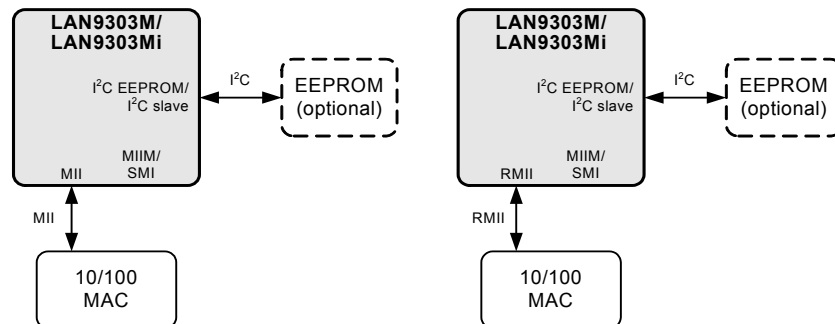 LAN9303M/
LAN9303Mi
I²C EEPROM/
I²C slave
MIIM/
SMI
MII
I²C
EEPROM
(optional)
MII
10/100
MAC
LAN9303M/
LAN9303Mi
I²C EEPROM/
I²C slave
MIIM/
SMI
RMII
I²C
EEPROM
(optional)
RMII
10/100
MAC